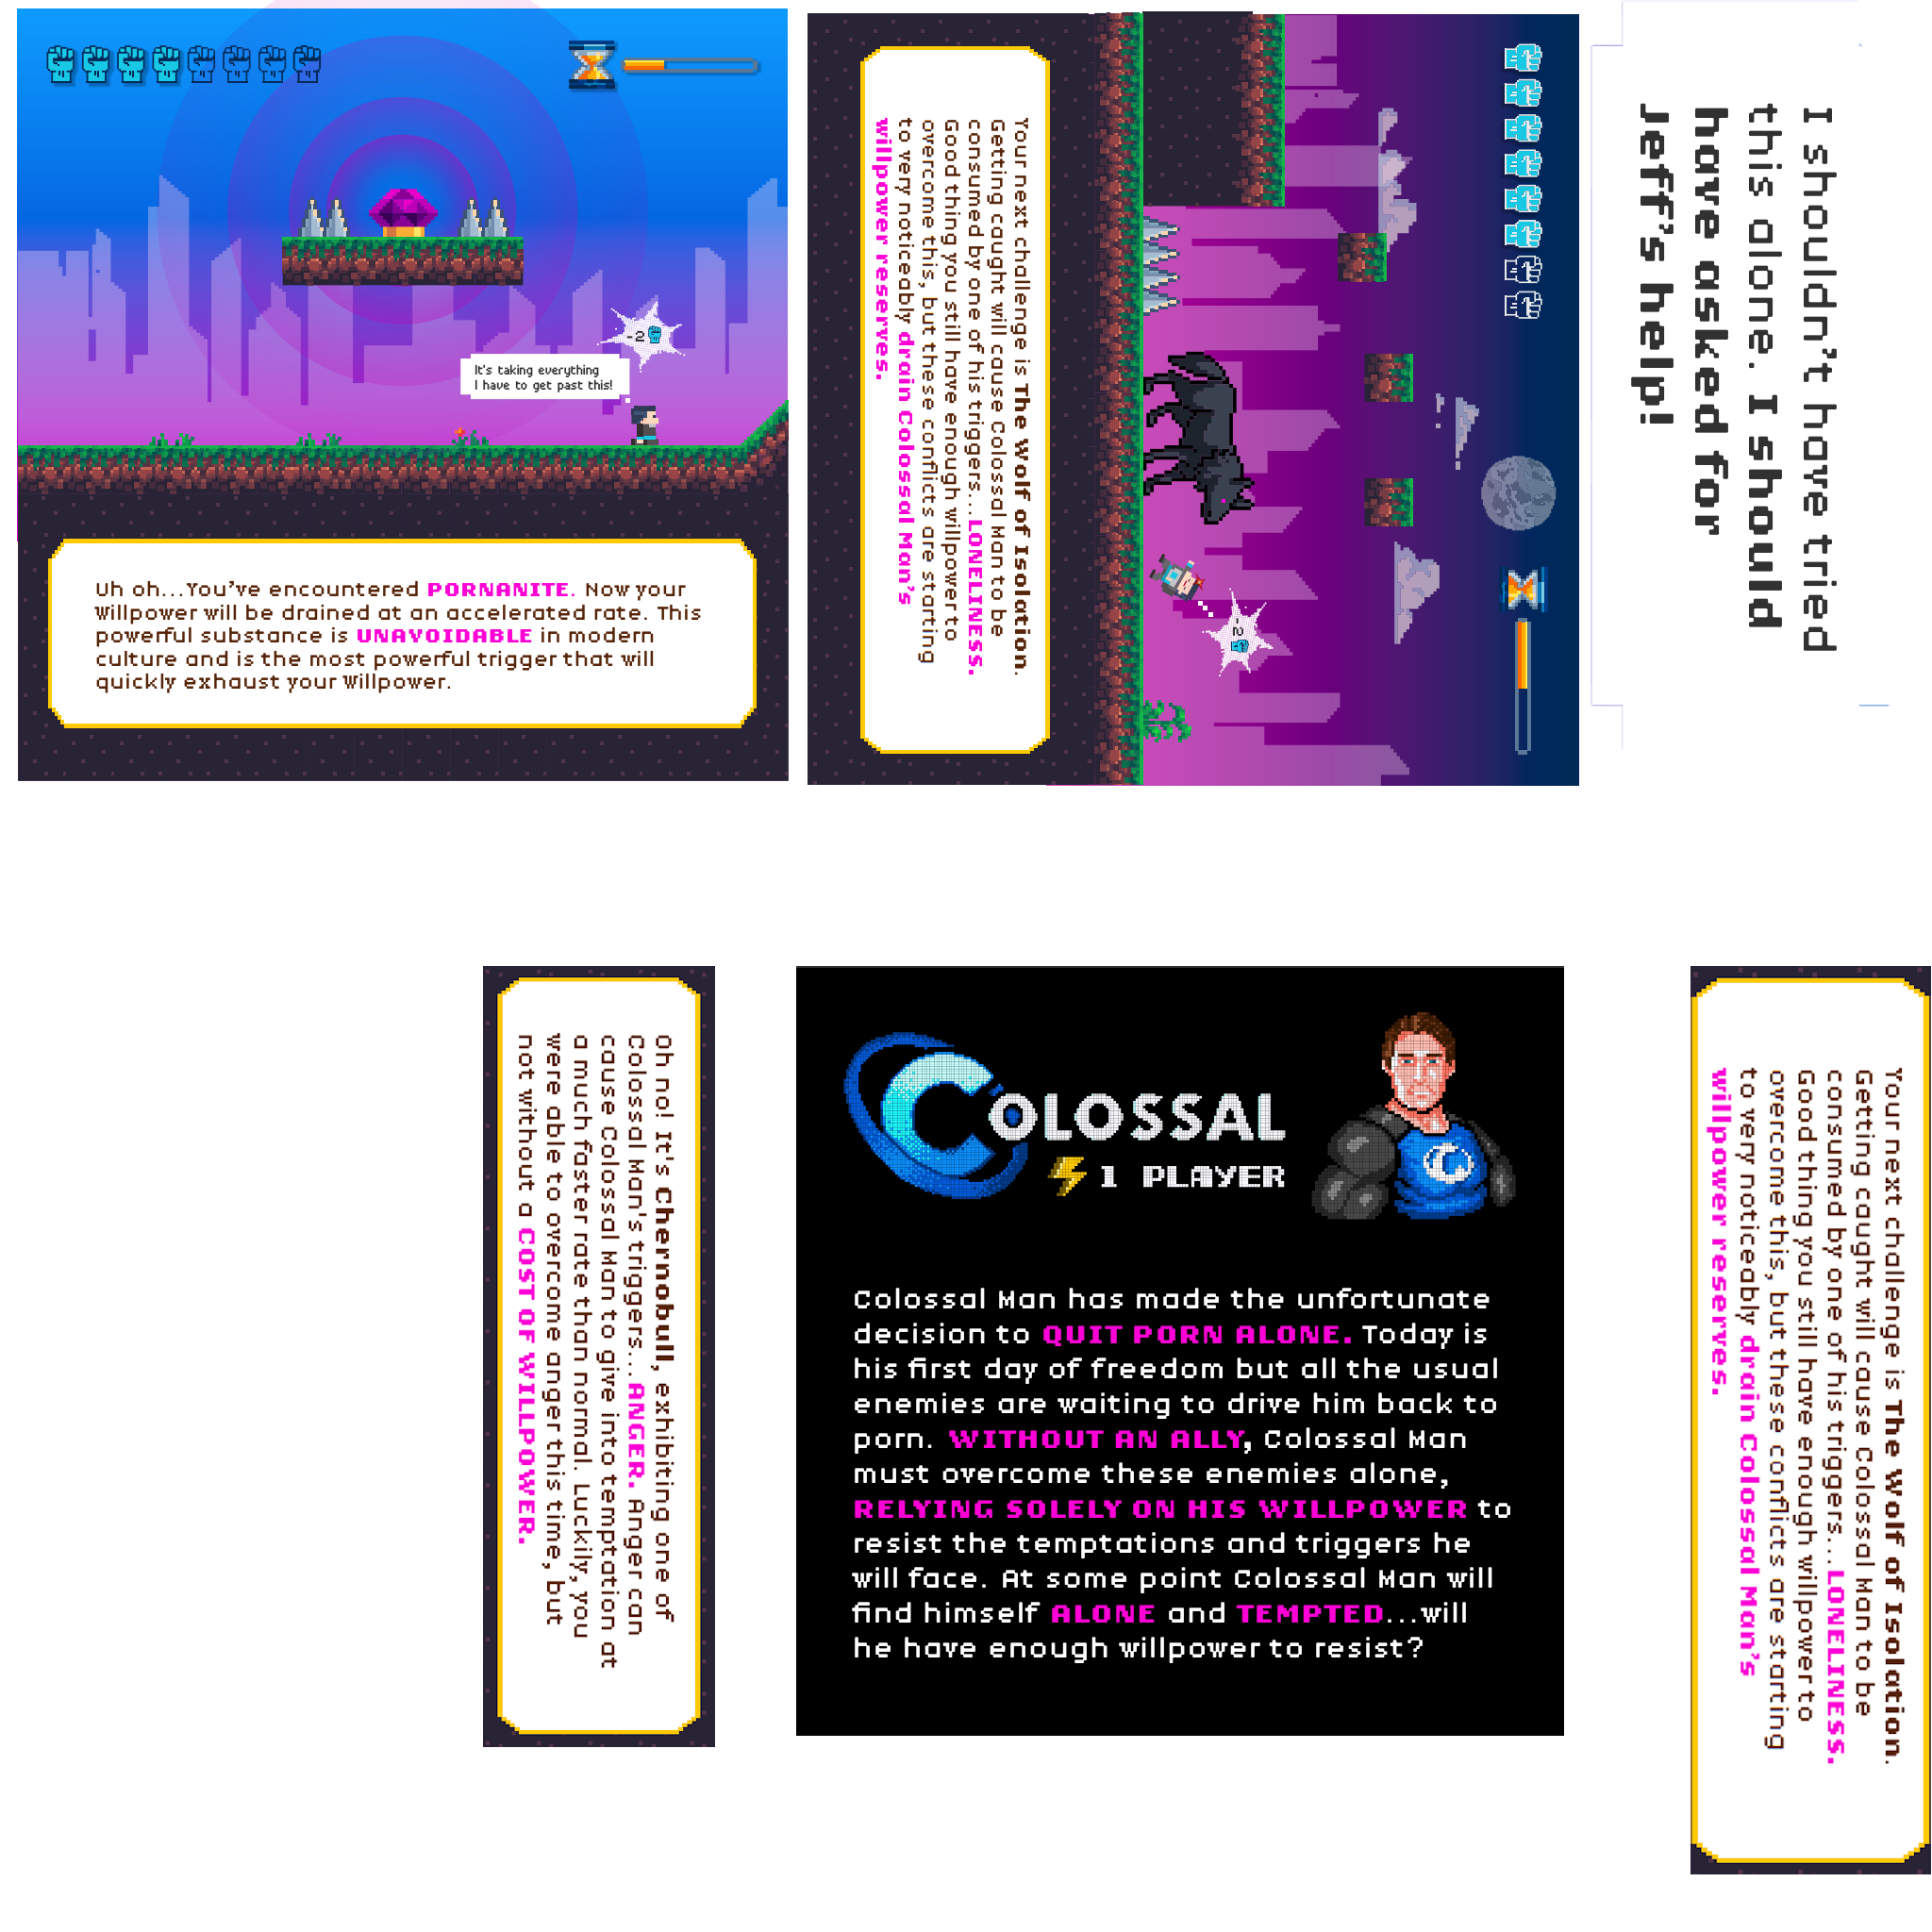 -2
It's taking everything
I have to get past this!
Uh oh...You've encountered PORNANITE. Now your
Willpower will be drained at an accelerated rate. This
powerful substance is UNAVOIDABLE in modern
culture and is the most powerful trigger that will
quickly exhaust your Willpower.
Your next challenge is The Wolf of Isolation.
Getting caught will cause Colossal Man to be
consumed by one of his triggers...LONELINESS.
Good thing you still have enough willpower to
overcome this, but these conflicts are starting
to very noticeably drain Colossal Man's
willpower reserves.
-2
I shouldn't have tried
this alone. I should
have asked for
Jeff's help!
Oh no! It's Chernobull, exhibiting one of
Colossal Man's triggers...ANGER. Anger can
cause Colossal Man to give into temptation at
a much faster rate than normal. Luckily, you
were able to overcome anger this time, but
not without a COST OF WILLPOWER.
COLOSSAL
1 PLAYER
Colossal Man has made the unfortunate
decision to QUIT PORN ALONE. Today is
his first day of freedom but all the usual
enemies are waiting to drive him back to
porn. WITHOUT AN ALLY, Colossal Man
must overcome these enemies alone,
RELYING SOLELY ON HIS WILLPOWER to
resist the temptations and triggers he
will face. At some point Colossal Man will
find himself ALONE and TEMPTED...will
he have enough willpower to resist?
Your next challenge is The Wolf of Isolation.
Getting caught will cause Colossal Man to be
consumed by one of his triggers...LONELINESS.
Good thing you still have enough willpower to
overcome this, but these conflicts are starting
to very noticeably drain Colossal Man's
willpower reserves.